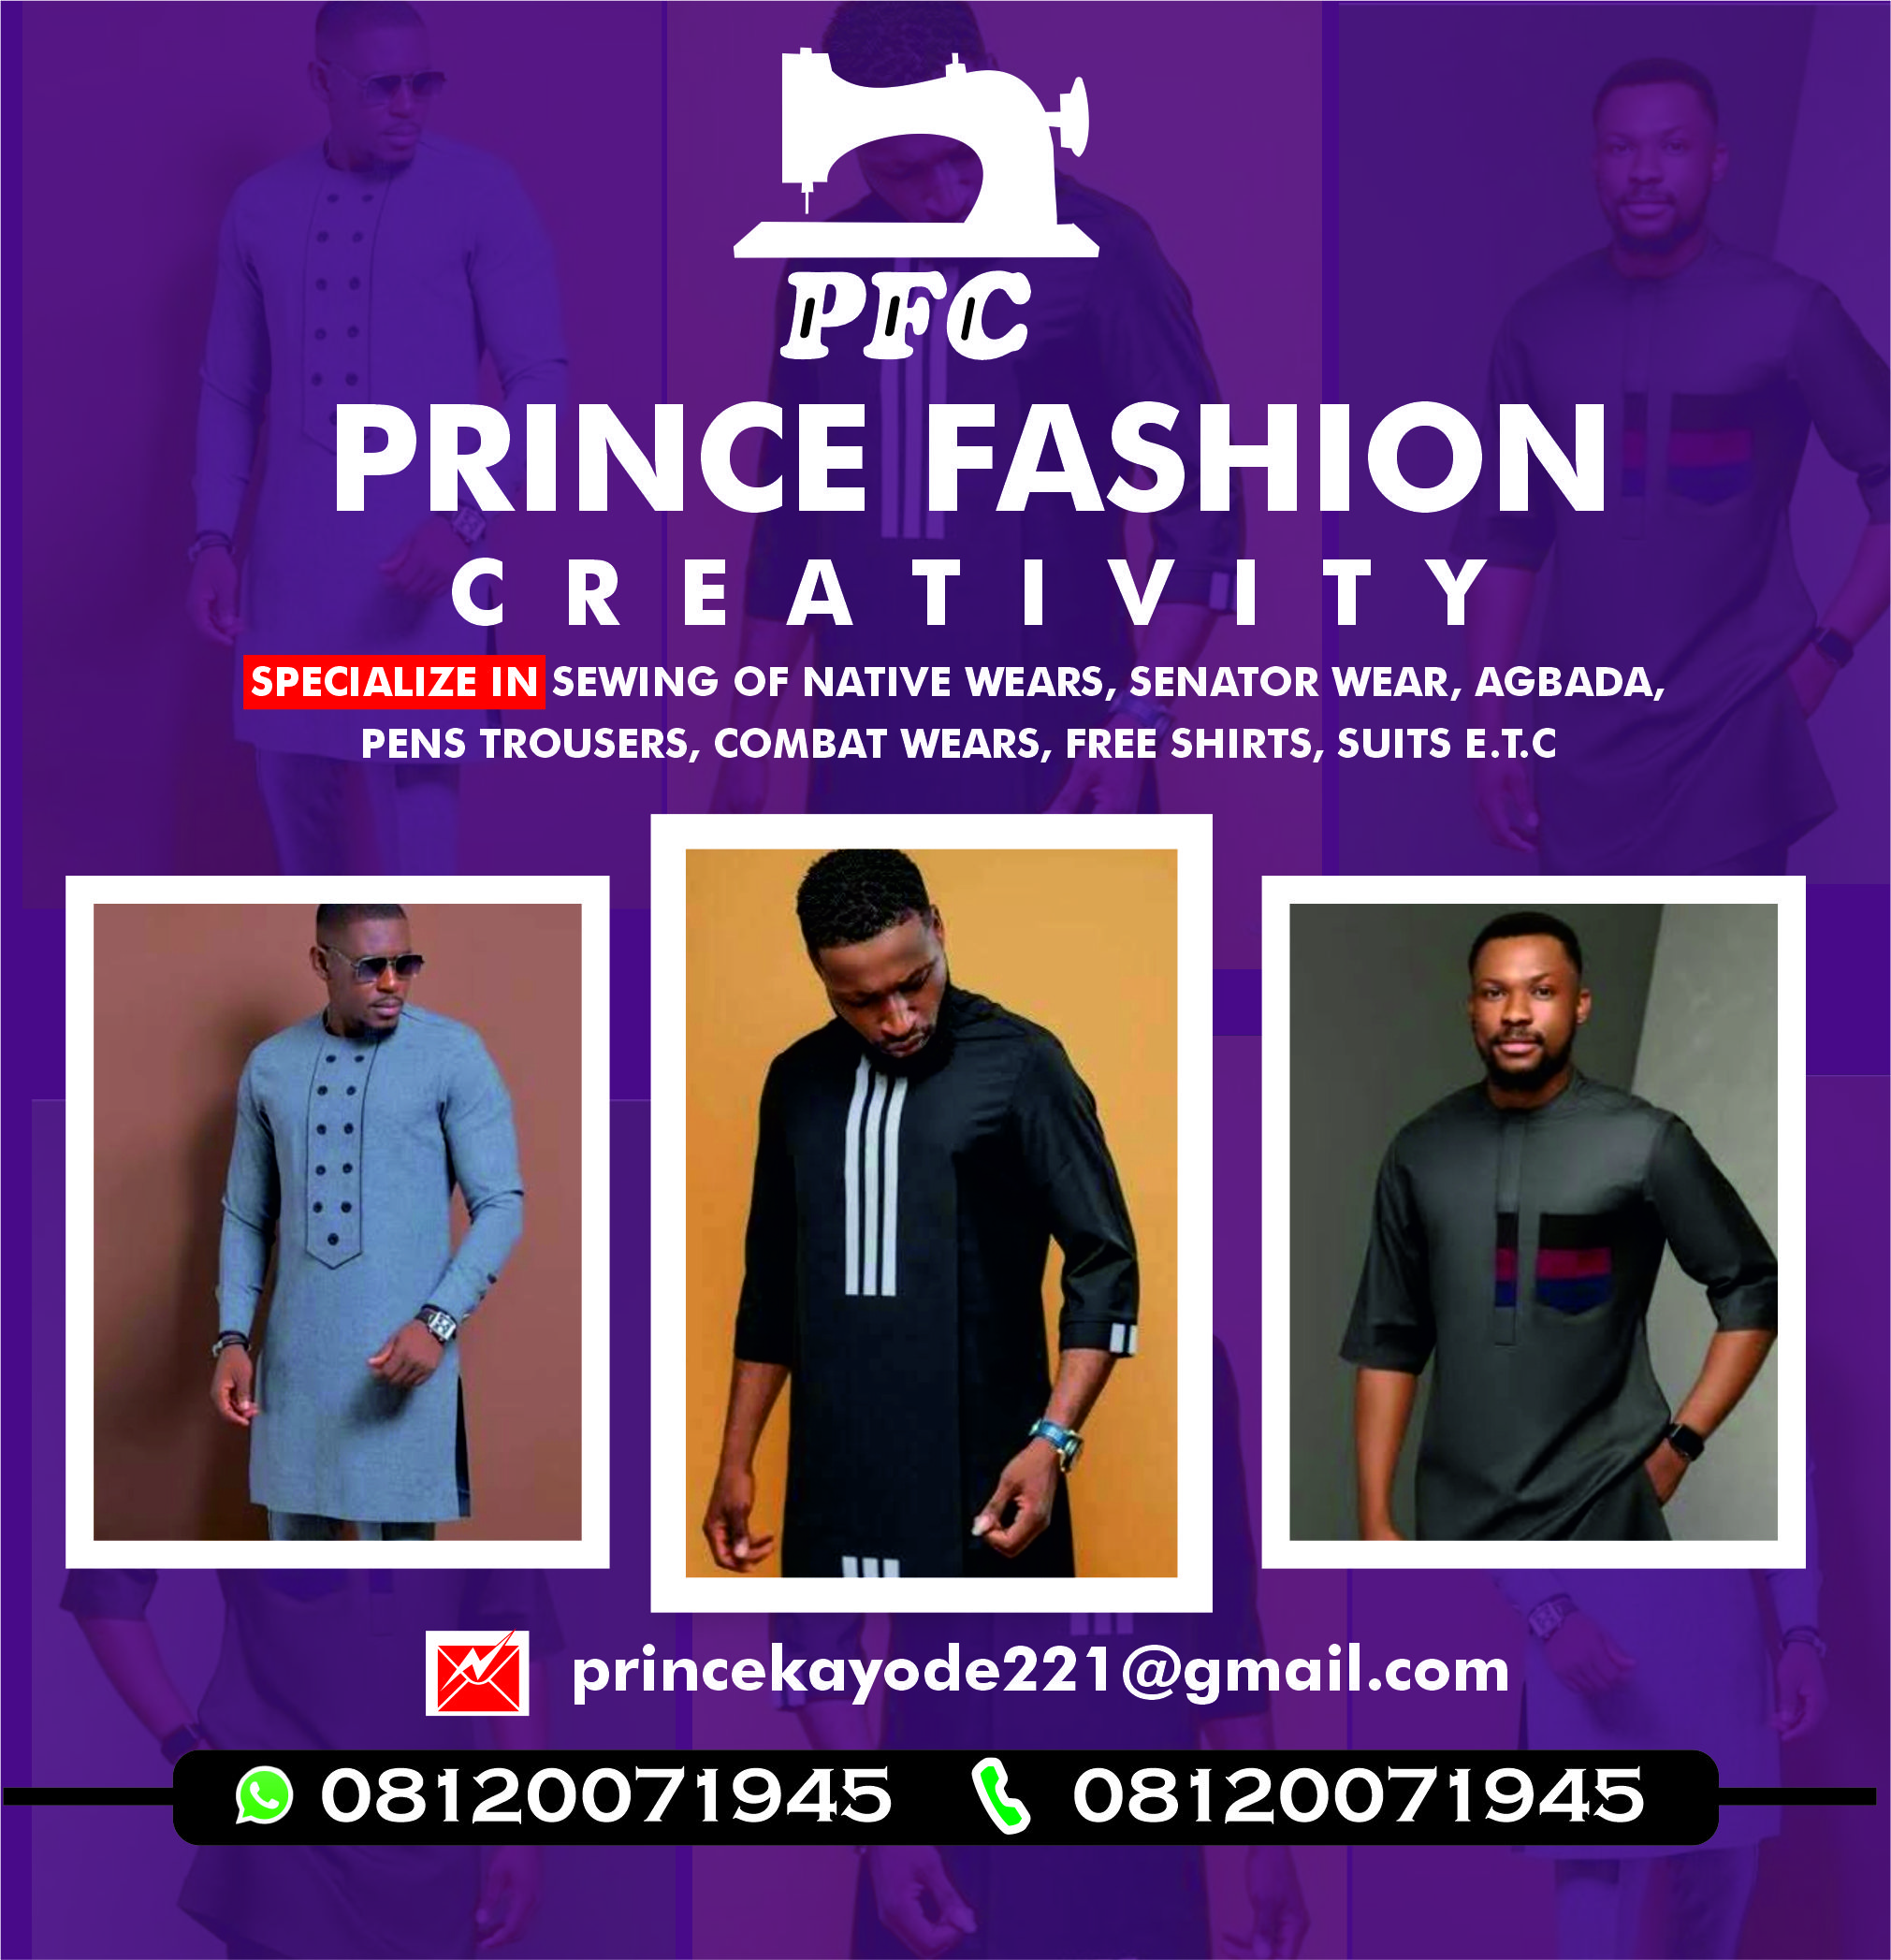 PFC
PRINCE FASHION
CREATIVITY
SPECIALIZE IN SEWING OF NATIVE WEARS, SENATOR WEAR, AGBADA,
PENS TROUSERS, COMBAT WEARS, FREE SHIRTS, SUITS E.T.C
princekayode221@gmail.com
08120071945 08120071945